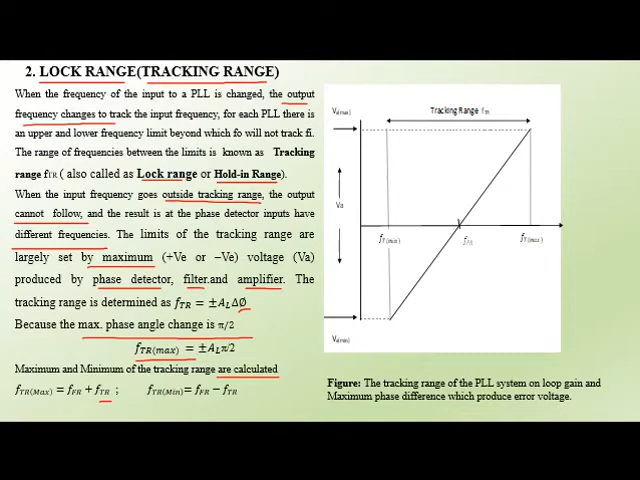 2. LOCK RANGE(TRACKING RANGE)
When the frequency of the input to a PLL is changed, the output
frequency changes to track the input frequency, for each PLL there is
an upper and lower frequency limit beyond which fo will not track fi.
The range of frequencies between the limits is known as Tracking
range fTR ( also called as Lock range or Hold-in Range).
When the input frequency goes outside tracking range, the output
cannot follow, and the result is at the phase detector inputs have
different frequencies. The limits of the tracking range are
largely set by maximum (+Ve or –Ve) voltage (Va)
produced by phase detector, filter.and amplifier. The
tracking range is determined as fTR = ±ALΔØ
Because the max. phase angle change is π/2
fTR(max) = ±ALπ/2
Maximum and Minimum of the tracking range are calculated
fTR(Max) = fFR + fTR ; fTR(Min)= fFR − fTR
Vd(max)
Tracking Range fTR
fT(min)
fFR
fT(max)
Vd(max)
Figure: The tracking range of the PLL system on loop gain and
Maximum phase difference which produce error voltage.